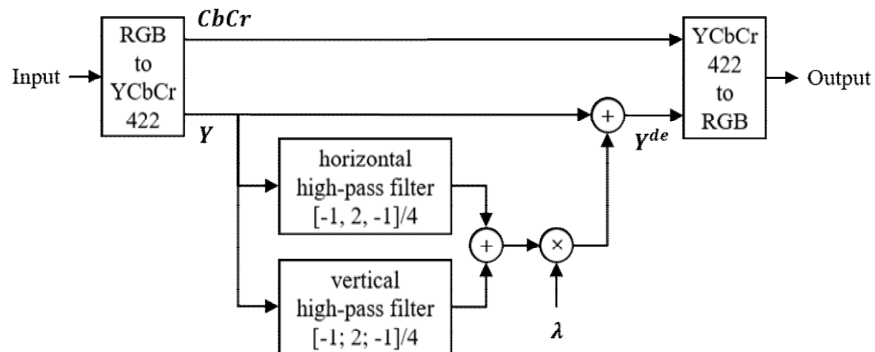 CbCr
RGB
to
YCbCr
422
Input
YCbCr
422
to
RGB
Output
Y
+
Y^de
horizontal
high-pass filter
[-1, 2, -1]/4
+
×
vertical
high-pass filter
[-1; 2; -1]/4
λ